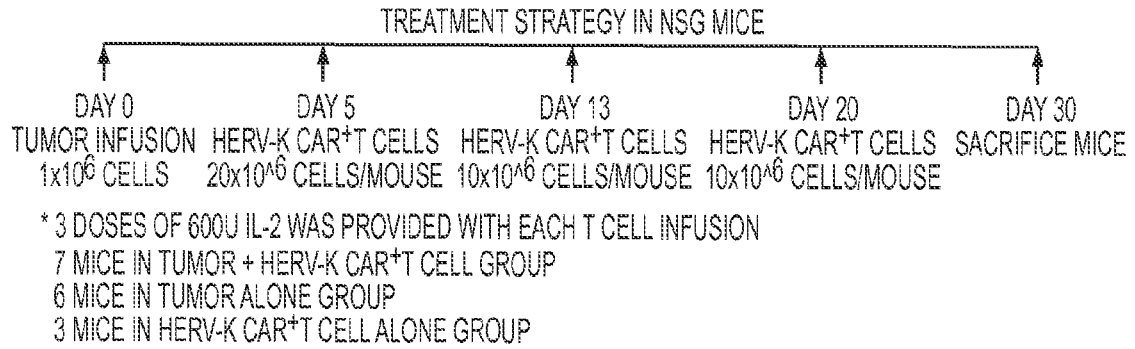 TREATMENT STRATEGY IN NSG MICE
DAY 0 DAY 5 DAY 13 DAY 20 DAY 30
TUMOR INFUSION HERV-K CAR⁺T CELLS HERV-K CAR⁺T CELLS HERV-K CAR⁺T CELLS SACRIFICE MICE
1x10⁶ CELLS 20x10^6 CELLS/MOUSE 10x10^6 CELLS/MOUSE 10x10^6 CELLS/MOUSE
* 3 DOSES OF 600U IL-2 WAS PROVIDED WITH EACH T CELL INFUSION
7 MICE IN TUMOR + HERV-K CAR⁺T CELL GROUP
6 MICE IN TUMOR ALONE GROUP
3 MICE IN HERV-K CAR⁺T CELL ALONE GROUP